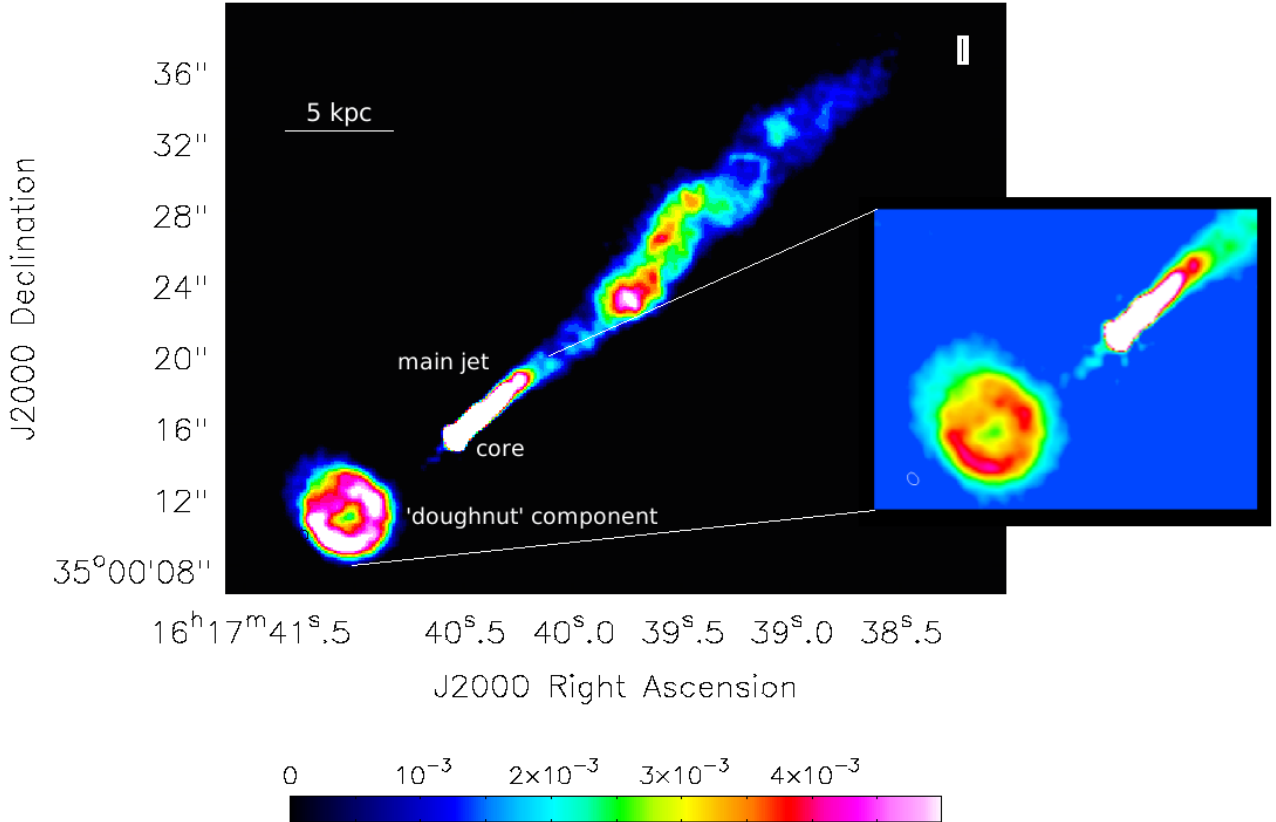 36"
5 kpc
32"
28"
24"
20"
main jet
16"
core
12"
'doughnut' component
35°00'08"
J2000 Declination
16ʰ17ᵐ41ˢ.5 40ˢ.5 40ˢ.0 39ˢ.5 39ˢ.0 38ˢ.5
J2000 Right Ascension
0 10⁻³ 2×10⁻³ 3×10⁻³ 4×10⁻³